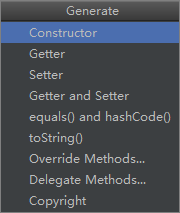 Generate
Constructor
Getter
Setter
Getter and Setter
equals() and hashCode()
toString()
Override Methods...
Delegate Methods...
Copyright